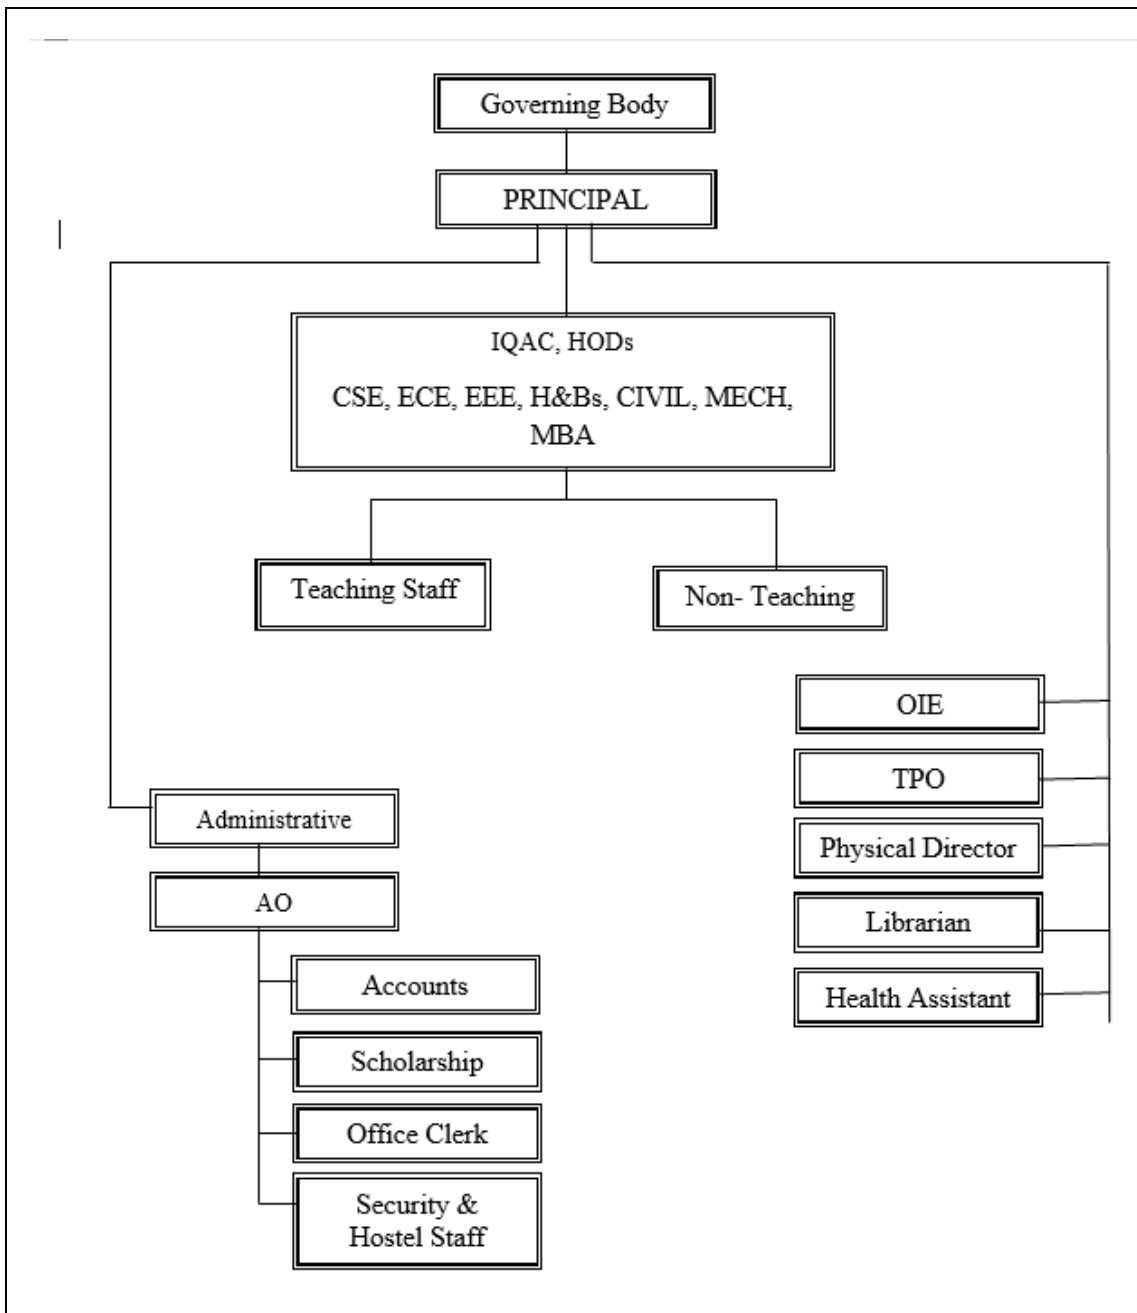 Governing Body
PRINCIPAL
IQAC, HODs
CSE, ECE, EEE, H&Bs, CIVIL, MECH,
MBA
Teaching Staff
Non- Teaching
OIE
TPO
Physical Director
Librarian
Health Assistant
Administrative
AO
Accounts
Scholarship
Office Clerk
Security &
Hostel Staff